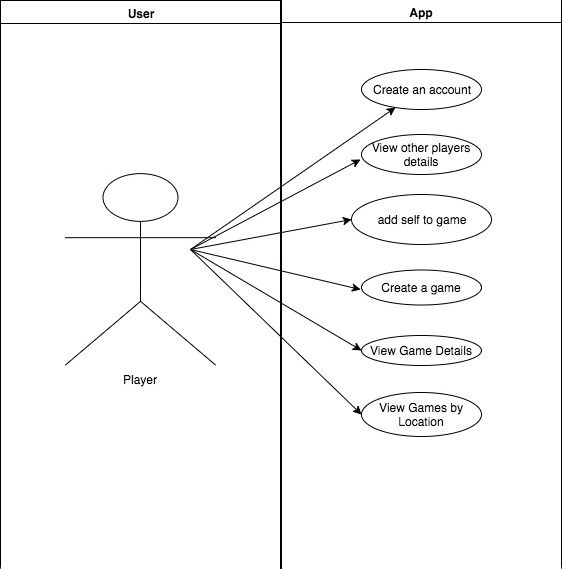 User
App
Create an account
View other players
details
add self to game
Create a game
View Game Details
Player
View Games by
Location